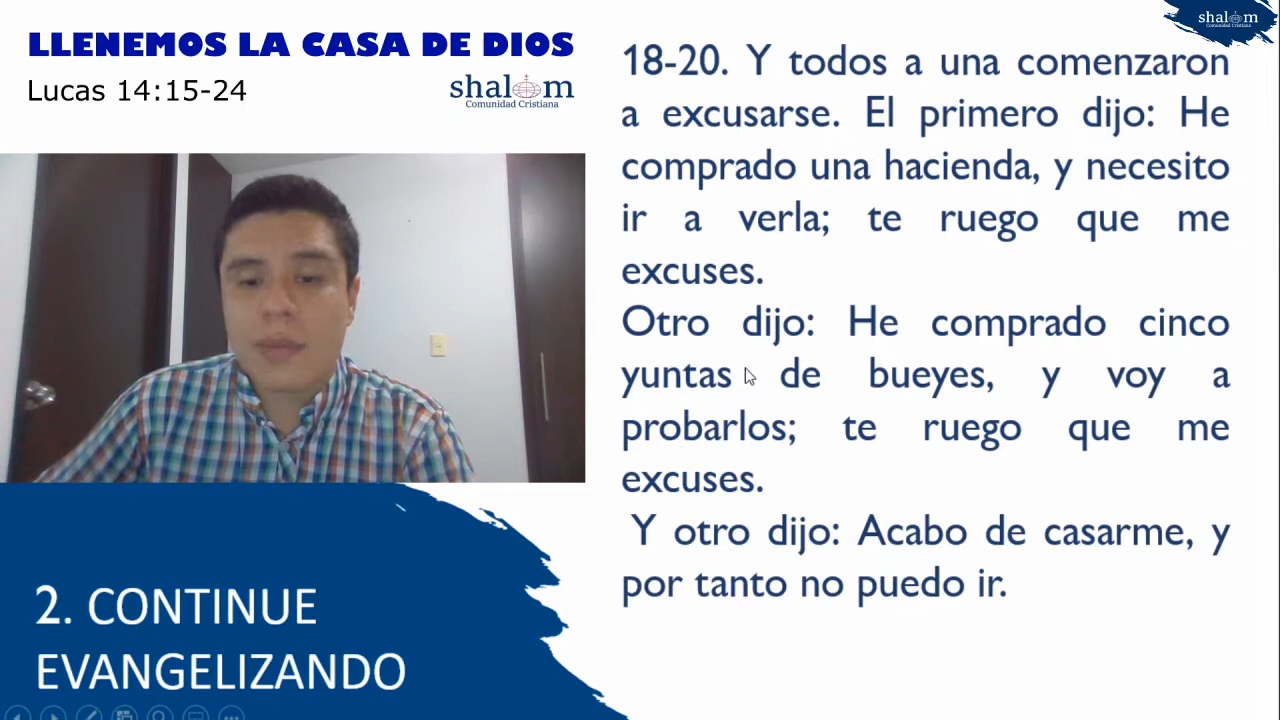 LLENEMOS LA CASA DE DIOS
Lucas 14:15-24
shalom
Comunidad Cristiana
2. CONTINUE
EVANGELIZANDO
shalom
Comunidad Cristiana
18-20. Y todos a una comenzaron
a excusarse. El primero dijo: He
comprado una hacienda, y necesito
ir a verla; te ruego que me
excuses.
Otro dijo: He comprado cinco
yuntas de bueyes, y voy a
probarlos; te ruego que me
excuses.
Y otro dijo: Acabo de casarme, y
por tanto no puedo ir.